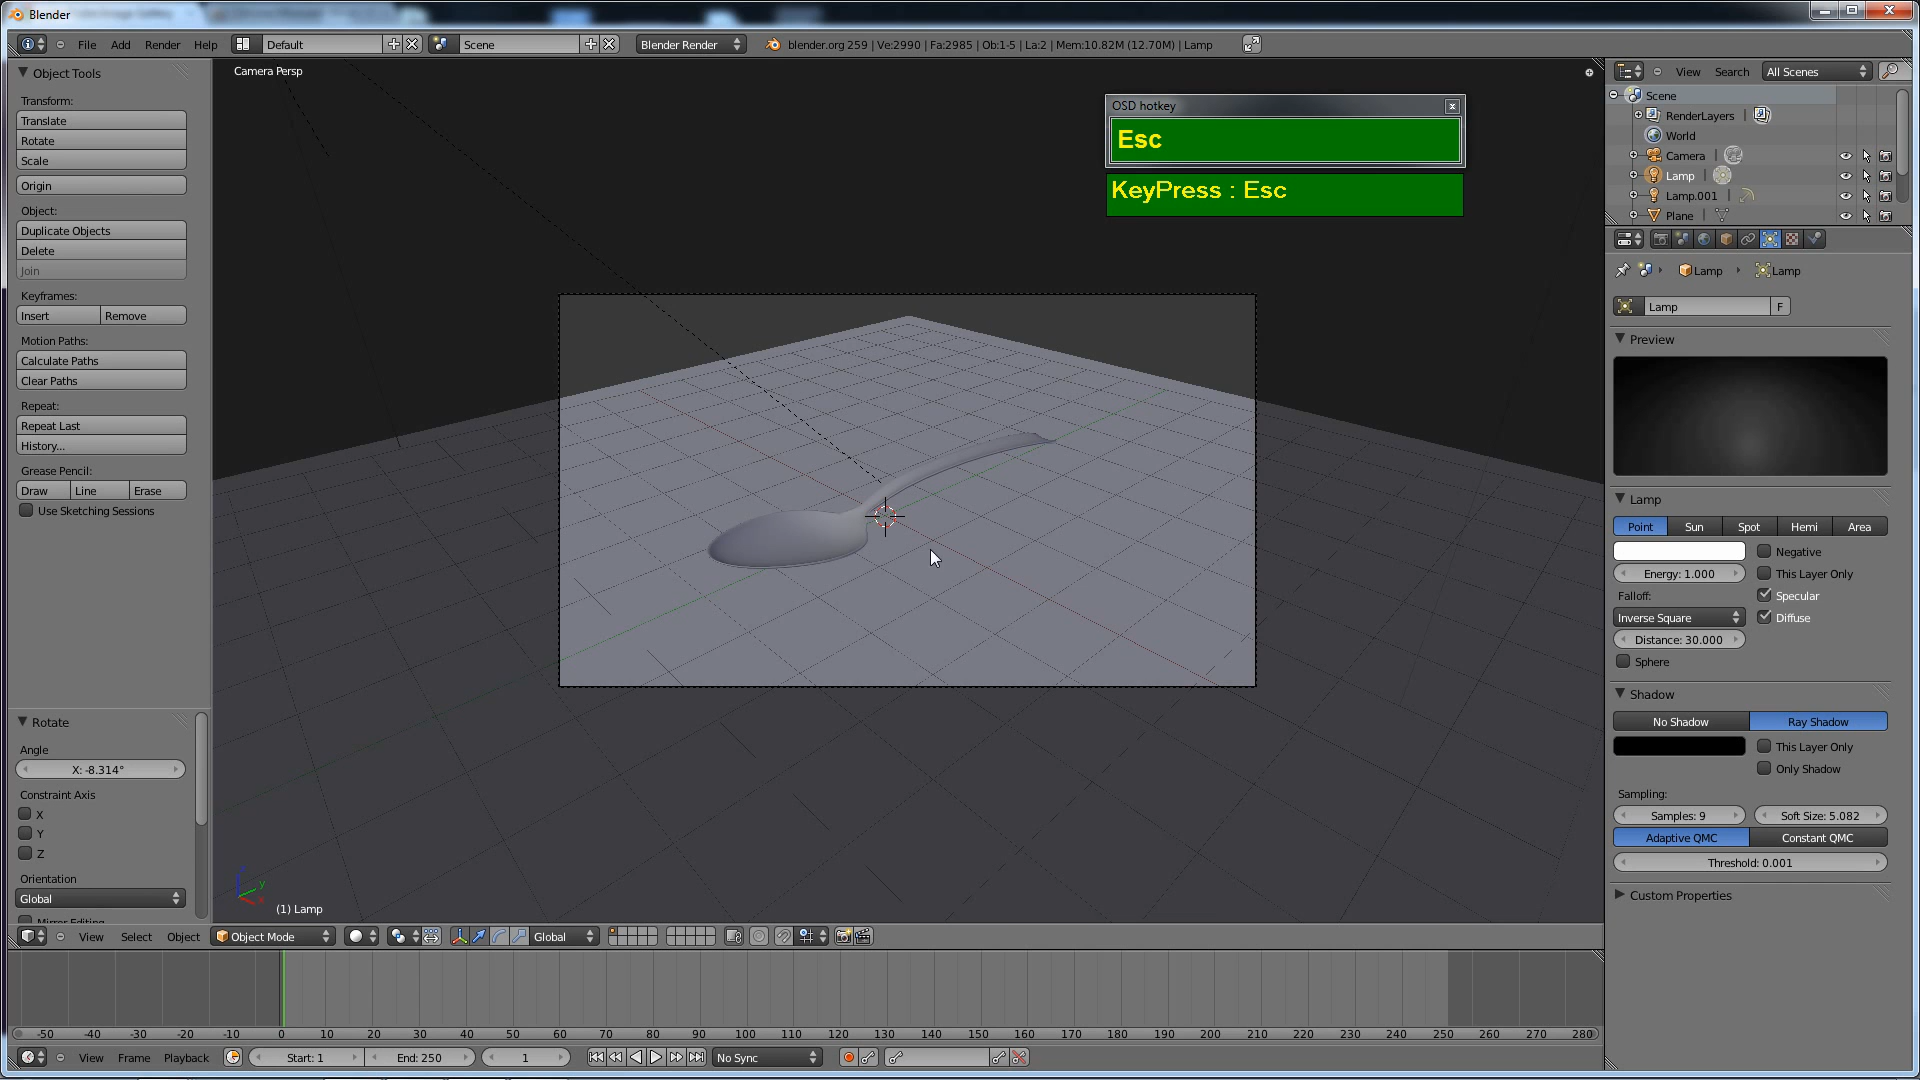 Blender
File Add Render Help Default Scene Blender Render blender.org 259 | Ve:2990 | Fa:2985 | Ob:1-5 | La:2 | Mem:10.82M (12.70M) | Lamp
Object Tools
Transform:
Translate
Rotate
Scale
Origin
Object:
Duplicate Objects
Delete
Join
Keyframes:
Insert Remove
Motion Paths:
Calculate Paths
Clear Paths
Repeat:
Repeat Last
History...
Grease Pencil:
Draw Line Erase
Use Sketching Sessions
Rotate
Angle
X: -8.314°
Constraint Axis
X
Y
Z
Orientation
Global
Mirror Editing
Camera Persp
OSD hotkey
Esc
KeyPress : Esc
(1) Lamp
View Select Object Object Mode Global
-50 -40 -30 -20 -10 0 10 20 30 40 50 60 70 80 90 100 110 120 130 140 150 160 170 180 190 200 210 220 230 240 250 260 270 280
View Frame Playback Start: 1 End: 250 1 No Sync
View Search All Scenes
Scene
RenderLayers
World
Camera
Lamp
Lamp.001
Plane
Lamp Lamp
Lamp F
Preview
Lamp
Point Sun Spot Hemi Area
Negative
Energy: 1.000 This Layer Only
Falloff: Specular
Inverse Square Diffuse
Distance: 30.000
Sphere
Shadow
No Shadow Ray Shadow
This Layer Only
Only Shadow
Sampling:
Samples: 9 Soft Size: 5.082
Adaptive QMC Constant QMC
Threshold: 0.001
Custom Properties